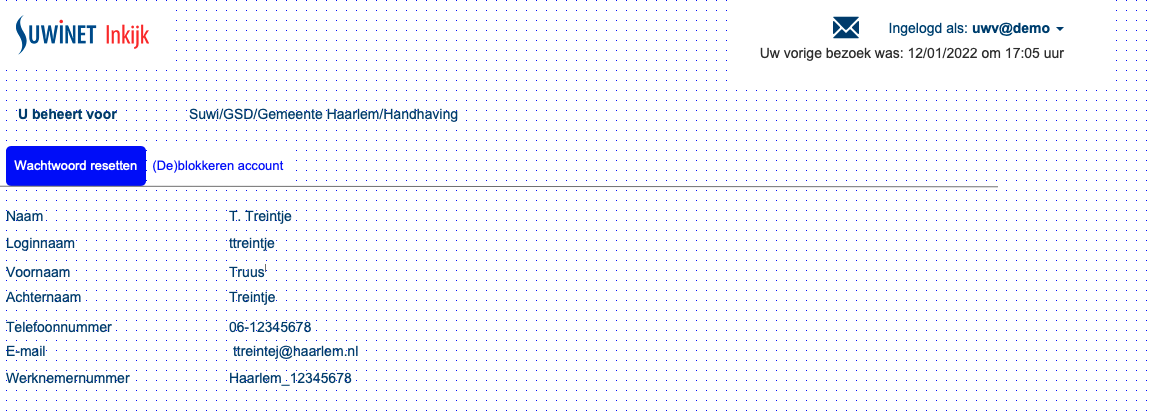 SUWINET Inkijk
Ingelogd als: uwv@demo
Uw vorige bezoek was: 12/01/2022 om 17:05 uur
U beheert voor Suwi/GSD/Gemeente Haarlem/Handhaving
Wachtwoord resetten (De)blokkeren account
Naam T. Treintje
Loginnaam ttreintje
Voornaam Truus
Achternaam Treintje
Telefoonnummer 06-12345678
E-mail ttreintej@haarlem.nl
Werknemernummer Haarlem_12345678